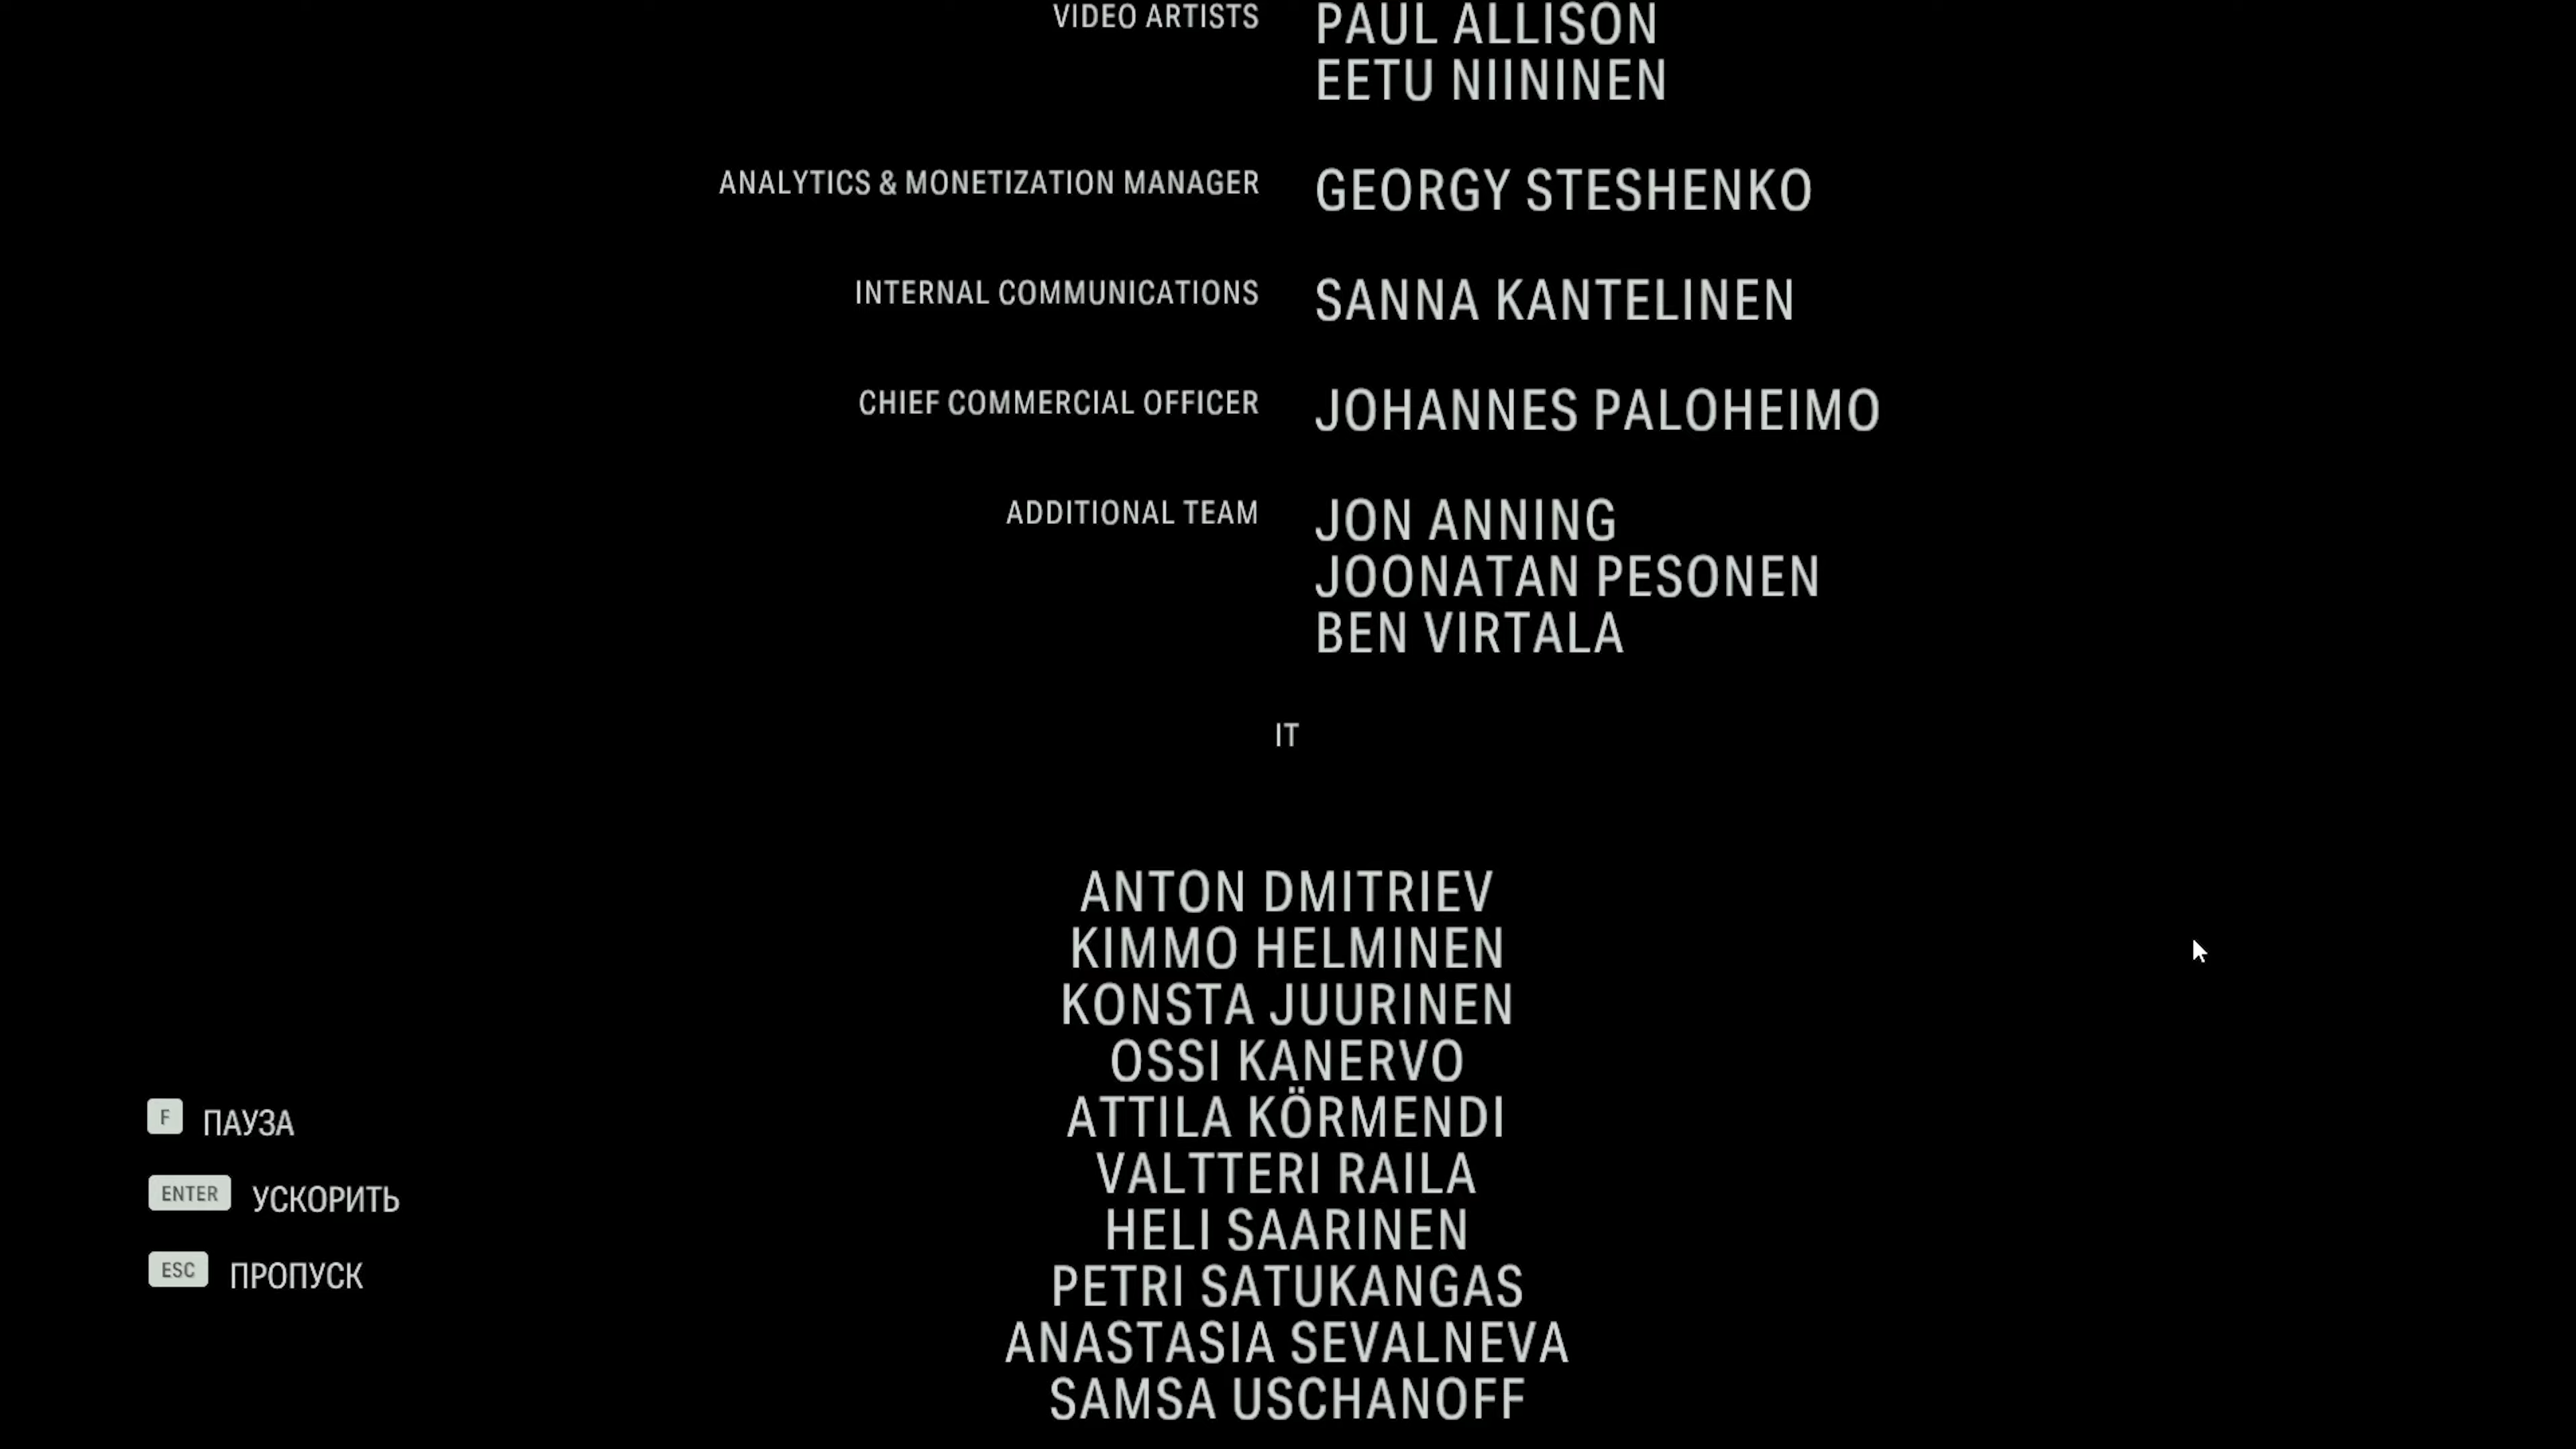 VIDEO ARTISTS PAUL ALLISON
EETU NIININEN
ANALYTICS & MONETIZATION MANAGER GEORGY STESHENKO
INTERNAL COMMUNICATIONS SANNA KANTELINEN
CHIEF COMMERCIAL OFFICER JOHANNES PALOHEIMO
ADDITIONAL TEAM JON ANNING
JOONATAN PESONEN
BEN VIRTALA
IT
ANTON DMITRIEV
KIMMO HELMINEN
KONSTA JUURINEN
OSSI KANERVO
ATTILA KÖRMENDI
VALTTERI RAILA
HELI SAARINEN
PETRI SATUKANGAS
ANASTASIA SEVALNEVA
SAMSA USCHANOFF
F ПАУЗА
ENTER УСКОРИТЬ
ESC ПРОПУСК